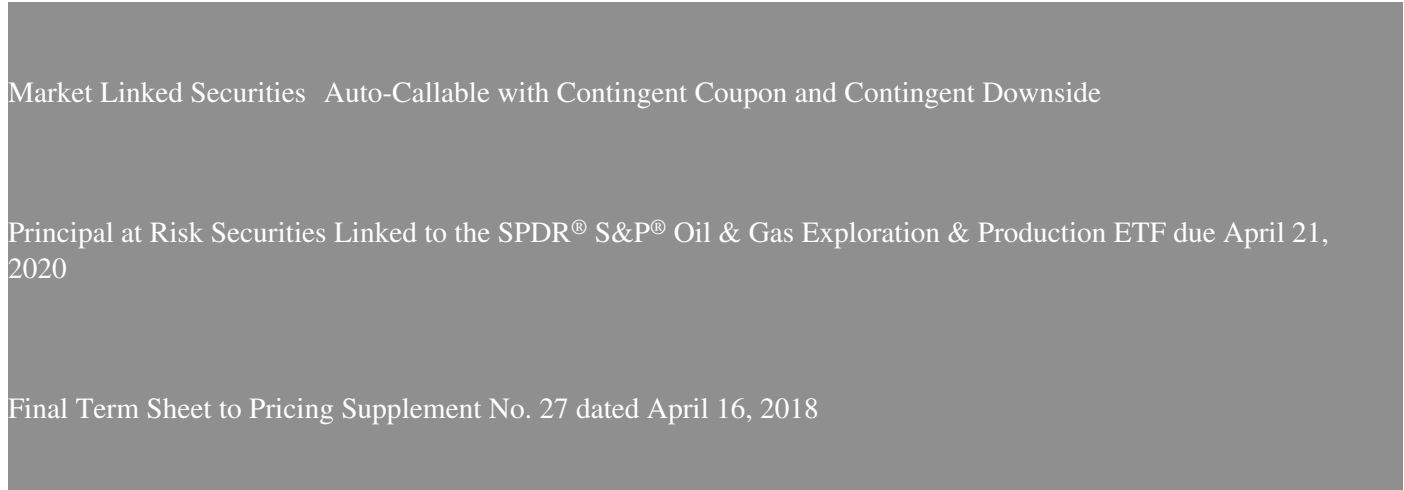 Market Linked Securities  Auto-Callable with Contingent Coupon and Contingent Downside
Principal at Risk Securities Linked to the SPDR® S&P® Oil & Gas Exploration & Production ETF due April 21,
2020
Final Term Sheet to Pricing Supplement No. 27 dated April 16, 2018